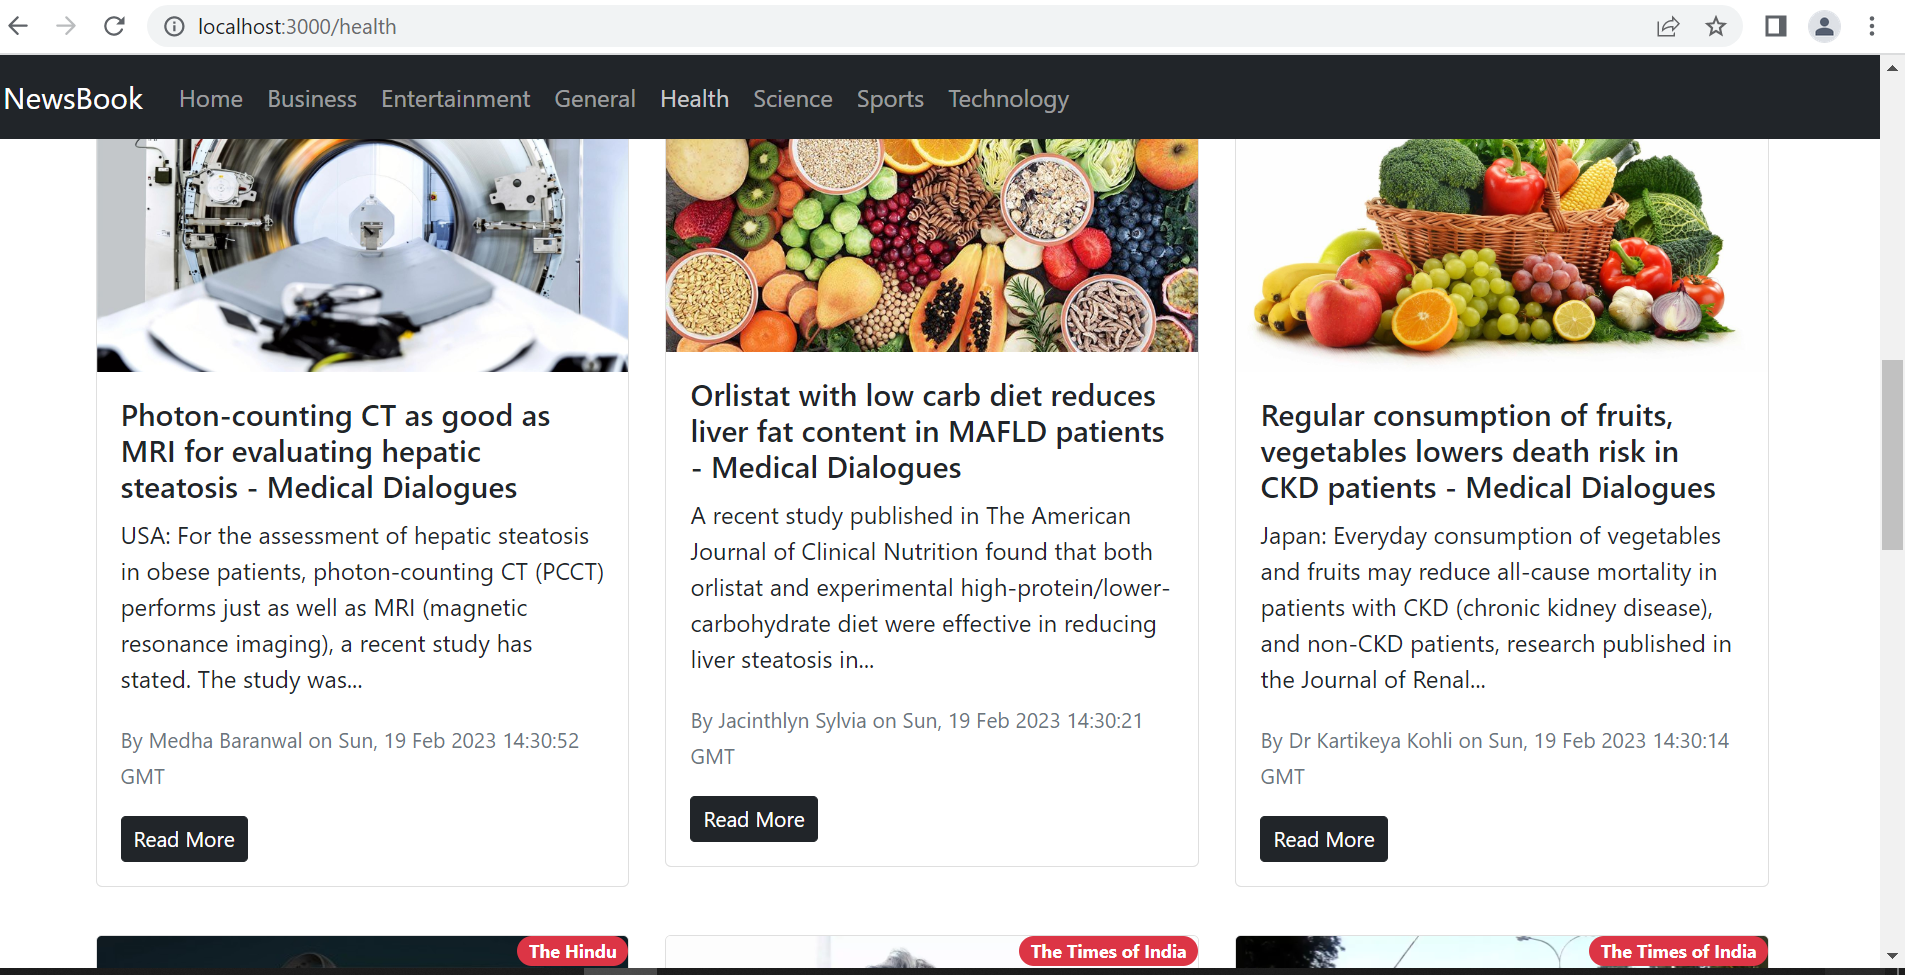 localhost:3000/health
NewsBook Home Business Entertainment General Health Science Sports Technology
Photon-counting CT as good as
MRI for evaluating hepatic
steatosis - Medical Dialogues
USA: For the assessment of hepatic steatosis
in obese patients, photon-counting CT (PCCT)
performs just as well as MRI (magnetic
resonance imaging), a recent study has
stated. The study was...
By Medha Baranwal on Sun, 19 Feb 2023 14:30:52
GMT
Read More
Orlistat with low carb diet reduces
liver fat content in MAFLD patients
- Medical Dialogues
A recent study published in The American
Journal of Clinical Nutrition found that both
orlistat and experimental high-protein/lower-
carbohydrate diet were effective in reducing
liver steatosis in...
By Jacinthlyn Sylvia on Sun, 19 Feb 2023 14:30:21
GMT
Read More
Regular consumption of fruits,
vegetables lowers death risk in
CKD patients - Medical Dialogues
Japan: Everyday consumption of vegetables
and fruits may reduce all-cause mortality in
patients with CKD (chronic kidney disease),
and non-CKD patients, research published in
the Journal of Renal...
By Dr Kartikeya Kohli on Sun, 19 Feb 2023 14:30:14
GMT
Read More
The Hindu
The Times of India
The Times of India